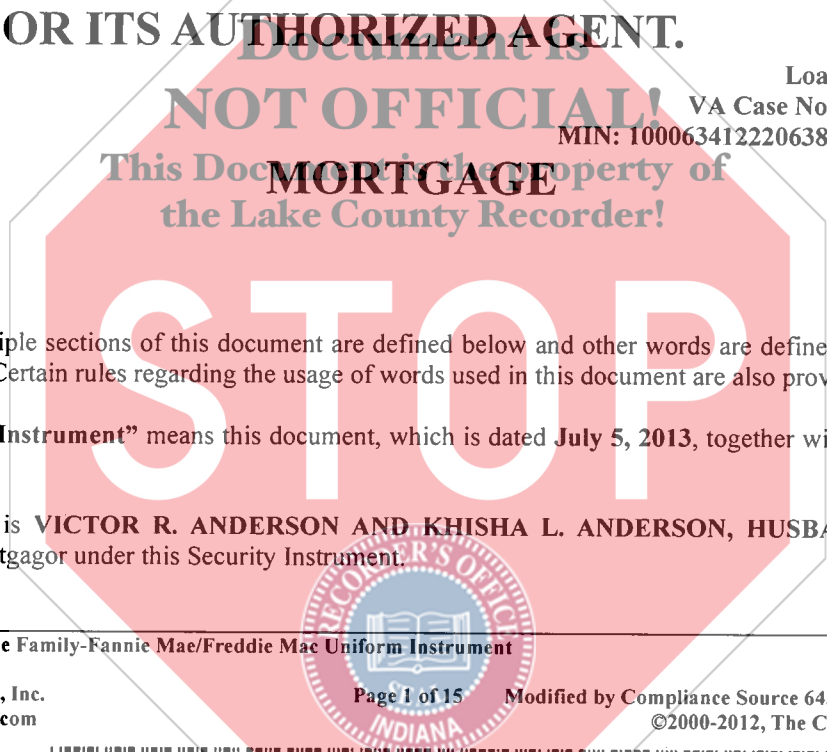 OR ITS AUTHORIZED AGENT.
Document is
Loa
NOT OFFICIAL!
VA Case No
MIN: 100063412220638
This Document is the property of
MORTGAGE
the Lake County Recorder!
STOP
iple sections of this document are defined below and other words are define
Certain rules regarding the usage of words used in this document are also prov
Instrument” means this document, which is dated July 5, 2013, together wi
is VICTOR R. ANDERSON AND KHISHA L. ANDERSON, HUSBA
tgagor under this Security Instrument.
RECORDER'S OFFICE
e Family-Fannie Mae/Freddie Mac Uniform Instrument
SEAL
, Inc.
Page 1 of 15
Modified by Compliance Source 64
com
©2000-2012, The C
INDIANA